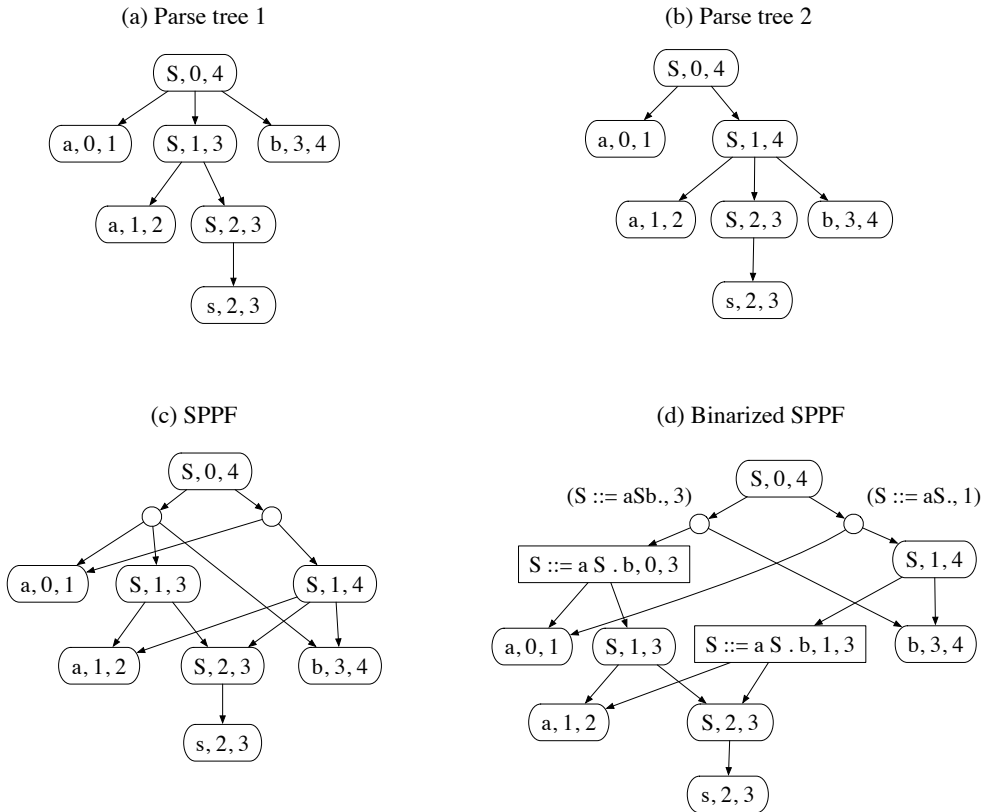 (a) Parse tree 1
S, 0, 4
a, 0, 1
S, 1, 3
b, 3, 4
a, 1, 2
S, 2, 3
s, 2, 3
(b) Parse tree 2
S, 0, 4
a, 0, 1
S, 1, 4
a, 1, 2
S, 2, 3
b, 3, 4
s, 2, 3
(c) SPPF
S, 0, 4
a, 0, 1
S, 1, 3
S, 1, 4
a, 1, 2
S, 2, 3
b, 3, 4
s, 2, 3
(d) Binarized SPPF
S, 0, 4
(S ::= aSb., 3)
(S ::= aS., 1)
S ::= a S . b, 0, 3
S, 1, 4
a, 0, 1
S, 1, 3
S ::= a S . b, 1, 3
b, 3, 4
a, 1, 2
S, 2, 3
s, 2, 3